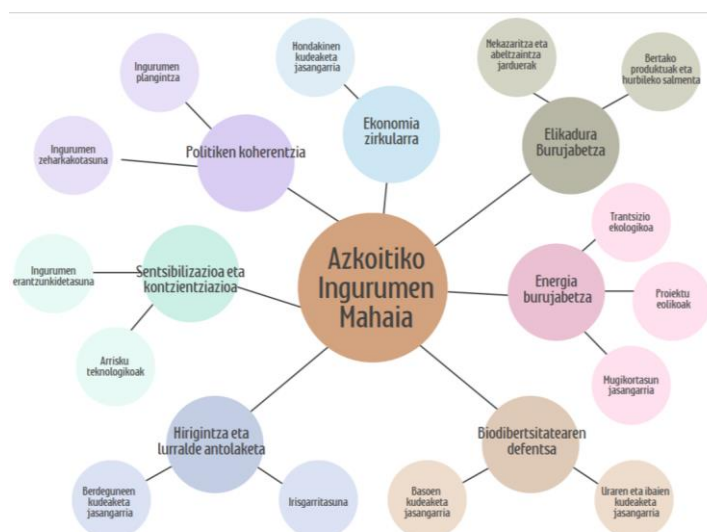 Hondakinen
kudeaketa
jasangarria
Nekazaritza eta
abeltzaintza
jarduerak
Bertako
produktuak eta
hurbileko salmenta
Ingurumen
plangintza
Ekonomia
zirkularra
Elikadura
Burujabetza
Politiken koherentzia
Ingurumen
zeharkakotasuna
Trantsizio
ekologikoa
Azkoitiko
Ingurumen
Mahaia
Sentsibilizazioa eta
kontzientziazioa
Ingurumen
erantzunkidetasuna
Energia
burujabetza
Proiektu
eolikoak
Arrisku
teknologikoak
Mugikortasun
jasangarria
Hirigintza eta
lurralde antolaketa
Biodibertsitatearen
defentsa
Berdeguneen
kudeaketa
jasangarria
Irisgarritasuna
Basoen
kudeaketa
jasangarria
Uraren eta ibaien
kudeaketa
jasangarria